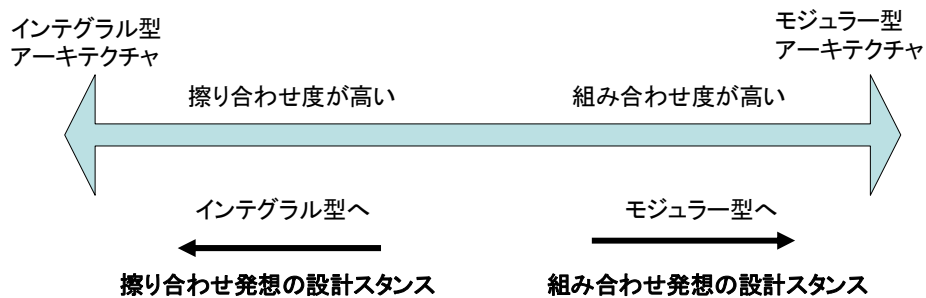 インテグラル型
アーキテクチャ
モジュラー型
アーキテクチャ
擦り合わせ度が高い
組み合わせ度が高い
インテグラル型へ
モジュラー型へ
擦り合わせ発想の設計スタンス
組み合わせ発想の設計スタンス